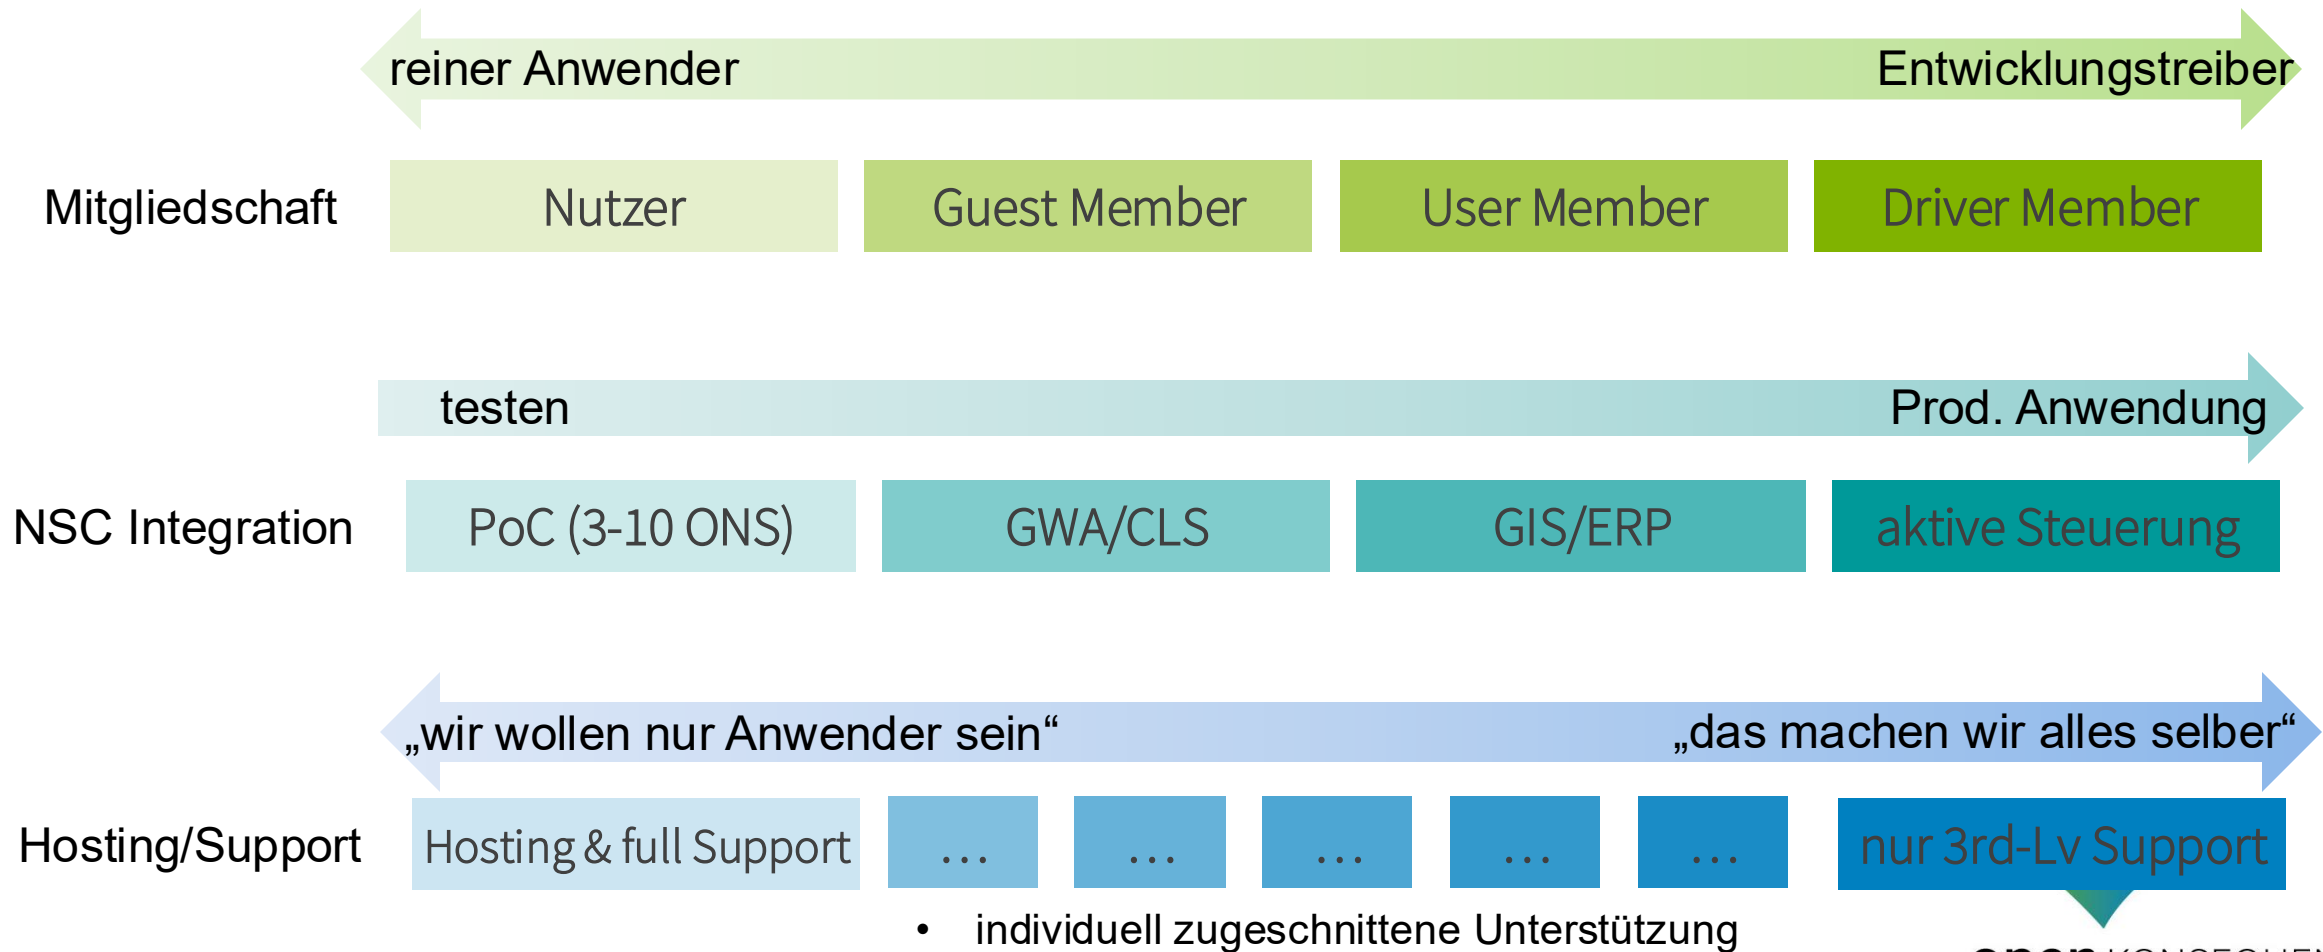 reiner Anwender Entwicklungstreiber
Mitgliedschaft Nutzer Guest Member User Member Driver Member
testen Prod. Anwendung
NSC Integration PoC (3-10 ONS) GWA/CLS GIS/ERP aktive Steuerung
„wir wollen nur Anwender sein“ „das machen wir alles selber“
Hosting/Support Hosting & full Support … … … … … nur 3rd-Lv Support
• individuell zugeschnittene Unterstützung